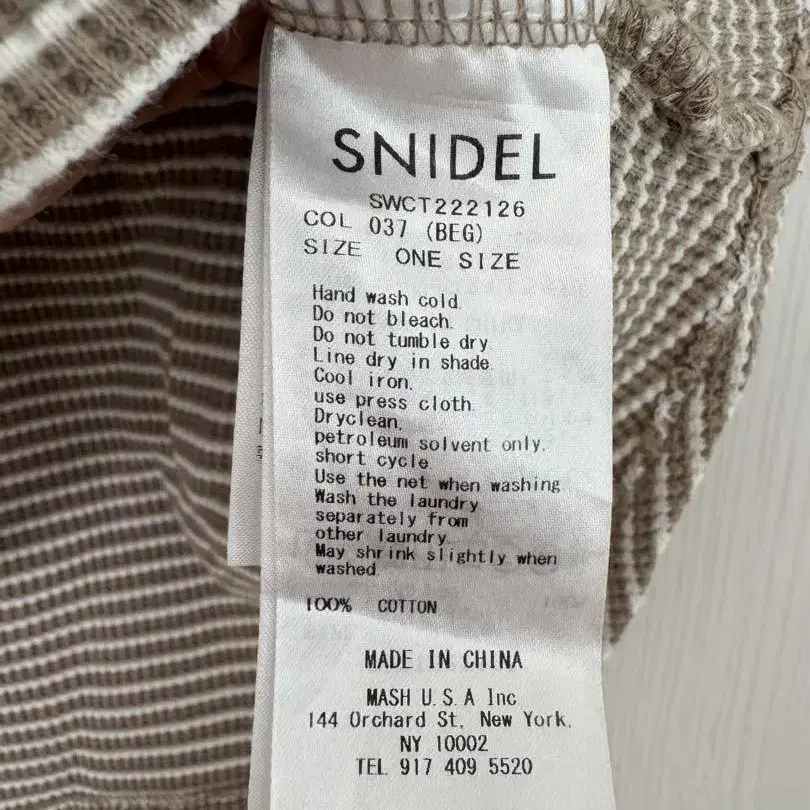 SNIDEL
SWCT222126
COL 037 (BEG)
SIZE ONE SIZE
Hand wash cold.
Do not bleach.
Do not tumble dry.
Line dry in shade.
Cool iron,
use press cloth.
Dryclean,
petroleum solvent only,
short cycle.
Use the net when washing
Wash the laundry
separately from
other laundry.
May shrink slightly when
washed.
100% COTTON
MADE IN CHINA
MASH U.S.A Inc
144 Orchard St, New York,
NY 10002
TEL 917 409 5520